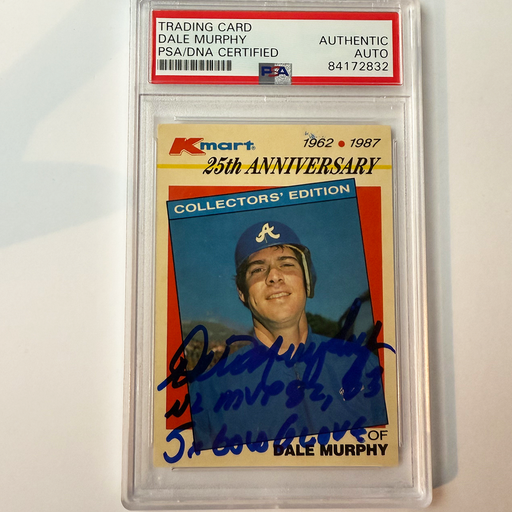 TRADING CARD
DALE MURPHY
PSA/DNA CERTIFIED
AUTHENTIC
AUTO
84172832
PSA
Kmart® 1962 • 1987
25th ANNIVERSARY
COLLECTORS' EDITION
A
Dale Murphy
NL MVP 82, 83
5x GOLD GLOVE
OF
DALE MURPHY